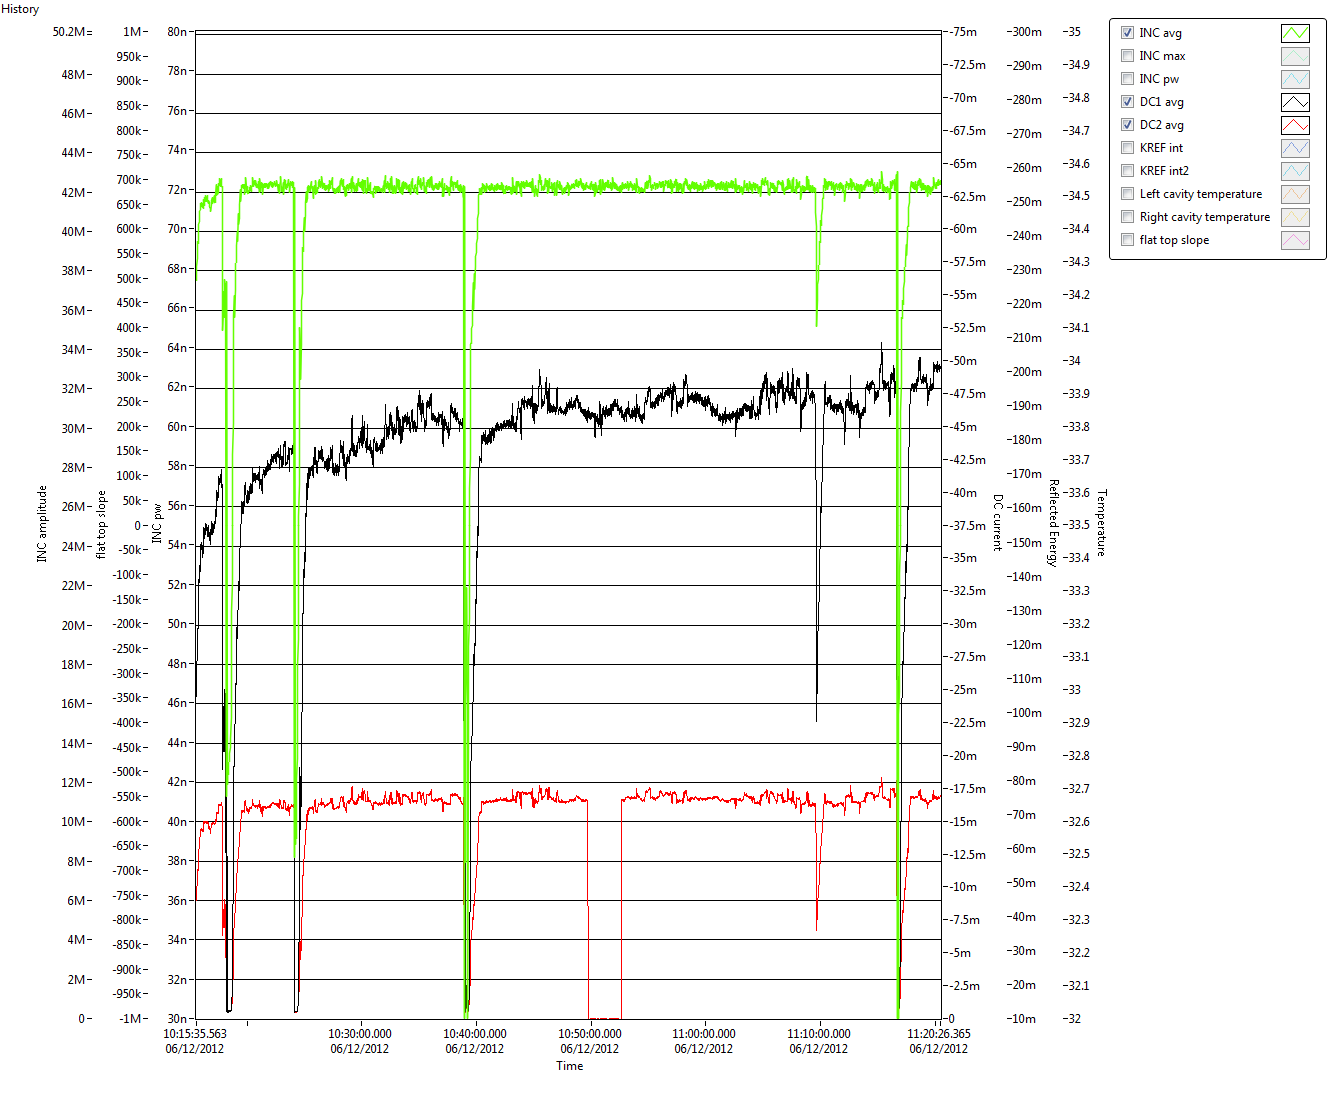 History
50.2M
48M
46M
44M
42M
40M
38M
36M
34M
32M
30M
28M
26M
24M
22M
20M
18M
16M
14M
12M
10M
8M
6M
4M
2M
0
INC amplitude
1M
950k
900k
850k
800k
750k
700k
650k
600k
550k
500k
450k
400k
350k
300k
250k
200k
150k
100k
50k
0
-50k
-100k
-150k
-200k
-250k
-300k
-350k
-400k
-450k
-500k
-550k
-600k
-650k
-700k
-750k
-800k
-850k
-900k
-950k
-1M
flat top slope
80n
78n
76n
74n
72n
70n
68n
66n
64n
62n
60n
58n
56n
54n
52n
50n
48n
46n
44n
42n
40n
38n
36n
34n
32n
30n
INC pw
-75m
-72.5m
-70m
-67.5m
-65m
-62.5m
-60m
-57.5m
-55m
-52.5m
-50m
-47.5m
-45m
-42.5m
-40m
-37.5m
-35m
-32.5m
-30m
-27.5m
-25m
-22.5m
-20m
-17.5m
-15m
-12.5m
-10m
-7.5m
-5m
-2.5m
0
DC current
-300m
-290m
-280m
-270m
-260m
-250m
-240m
-230m
-220m
-210m
-200m
-190m
-180m
-170m
-160m
-150m
-140m
-130m
-120m
-110m
-100m
-90m
-80m
-70m
-60m
-50m
-40m
-30m
-20m
-10m
Reflected Energy
35
34.9
34.8
34.7
34.6
34.5
34.4
34.3
34.2
34.1
34
33.9
33.8
33.7
33.6
33.5
33.4
33.3
33.2
33.1
33
32.9
32.8
32.7
32.6
32.5
32.4
32.3
32.2
32.1
32
Temperature
10:15:35.563 10:30:00.000 10:40:00.000 10:50:00.000 11:00:00.000 11:10:00.000 11:20:26.365
06/12/2012 06/12/2012 06/12/2012 06/12/2012 06/12/2012 06/12/2012 06/12/2012
Time
INC avg
INC max
INC pw
DC1 avg
DC2 avg
KREF int
KREF int2
Left cavity temperature
Right cavity temperature
flat top slope